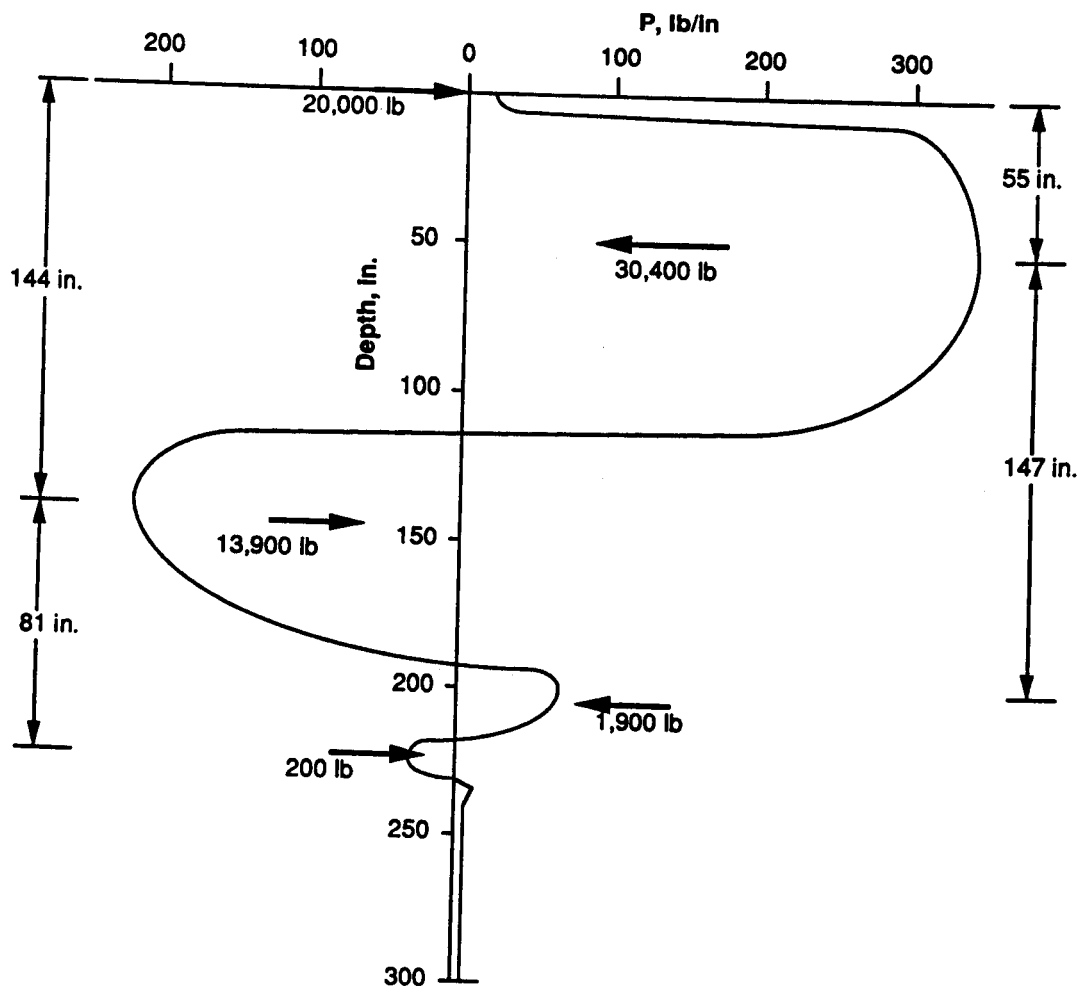 P, lb/in
200 100 0 100 200 300
20,000 lb
55 in.
50
30,400 lb
144 in.
Depth, in.
100
147 in.
150
13,900 lb
81 in.
200
1,900 lb
200 lb
250
300